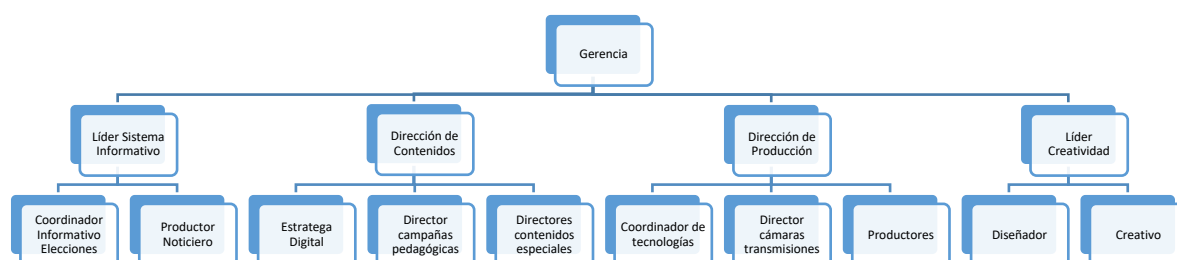 Gerencia
Líder Sistema
Informativo
Dirección de
Contenidos
Dirección de
Producción
Líder
Creatividad
Coordinador
Informativo
Elecciones
Productor
Noticiero
Estratega
Digital
Director
campañas
pedagógicas
Directores
contenidos
especiales
Coordinador de
tecnologías
Director
cámaras
transmisiones
Productores
Diseñador
Creativo